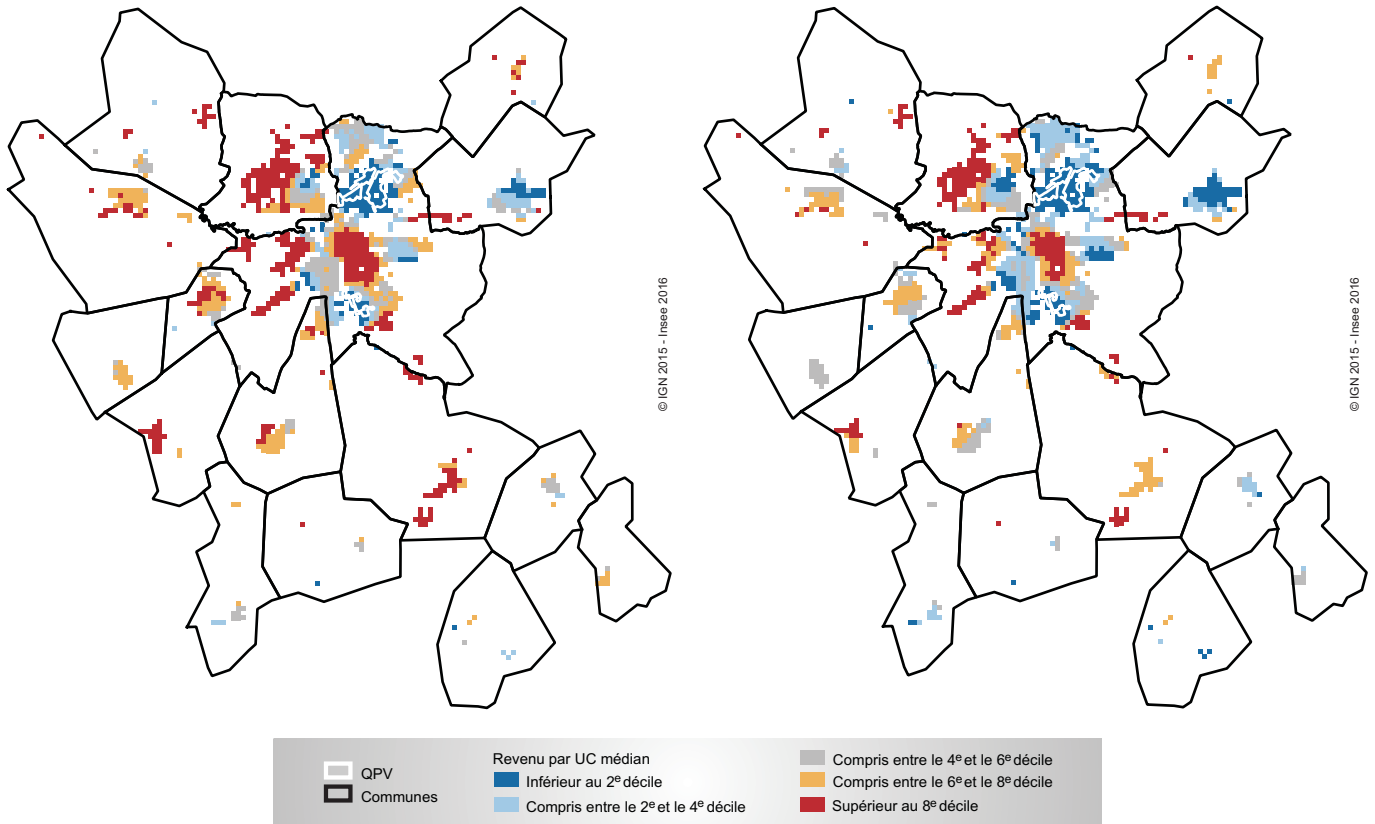 © IGN 2015 - Insee 2016
© IGN 2015 - Insee 2016
QPV
Communes
Revenu par UC médian
Inférieur au 2e décile
Compris entre le 2e et le 4e décile
Compris entre le 4e et le 6e décile
Compris entre le 6e et le 8e décile
Supérieur au 8e décile